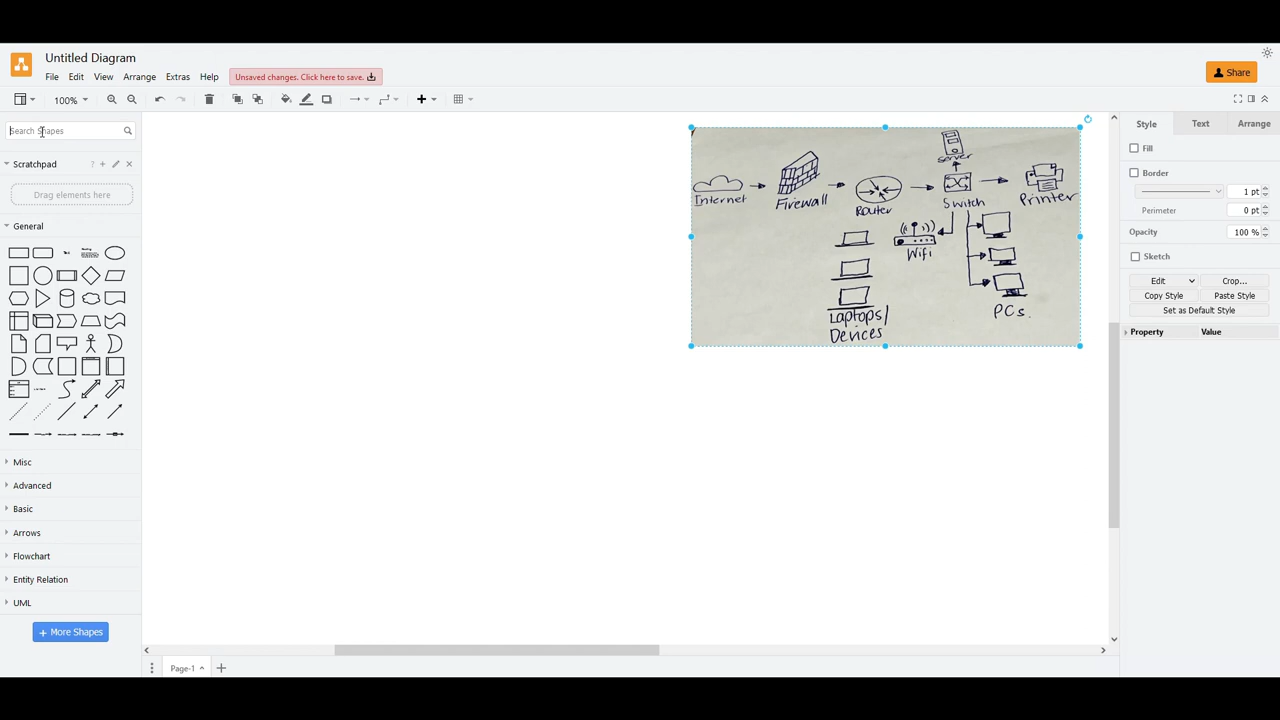 Untitled Diagram
File Edit View Arrange Extras Help Unsaved changes. Click here to save.
Share
100%
Search Shapes
Scratchpad ?
Drag elements here
General
Misc
Advanced
Basic
Arrows
Flowchart
Entity Relation
UML
+ More Shapes
Server
Internet Firewall Router Switch Printer
Wifi
Laptops/
Devices
PCs.
Page-1
Style Text Arrange
Fill
Border
1 pt
Perimeter 0 pt
Opacity 100 %
Sketch
Edit Crop...
Copy Style Paste Style
Set as Default Style
Property Value